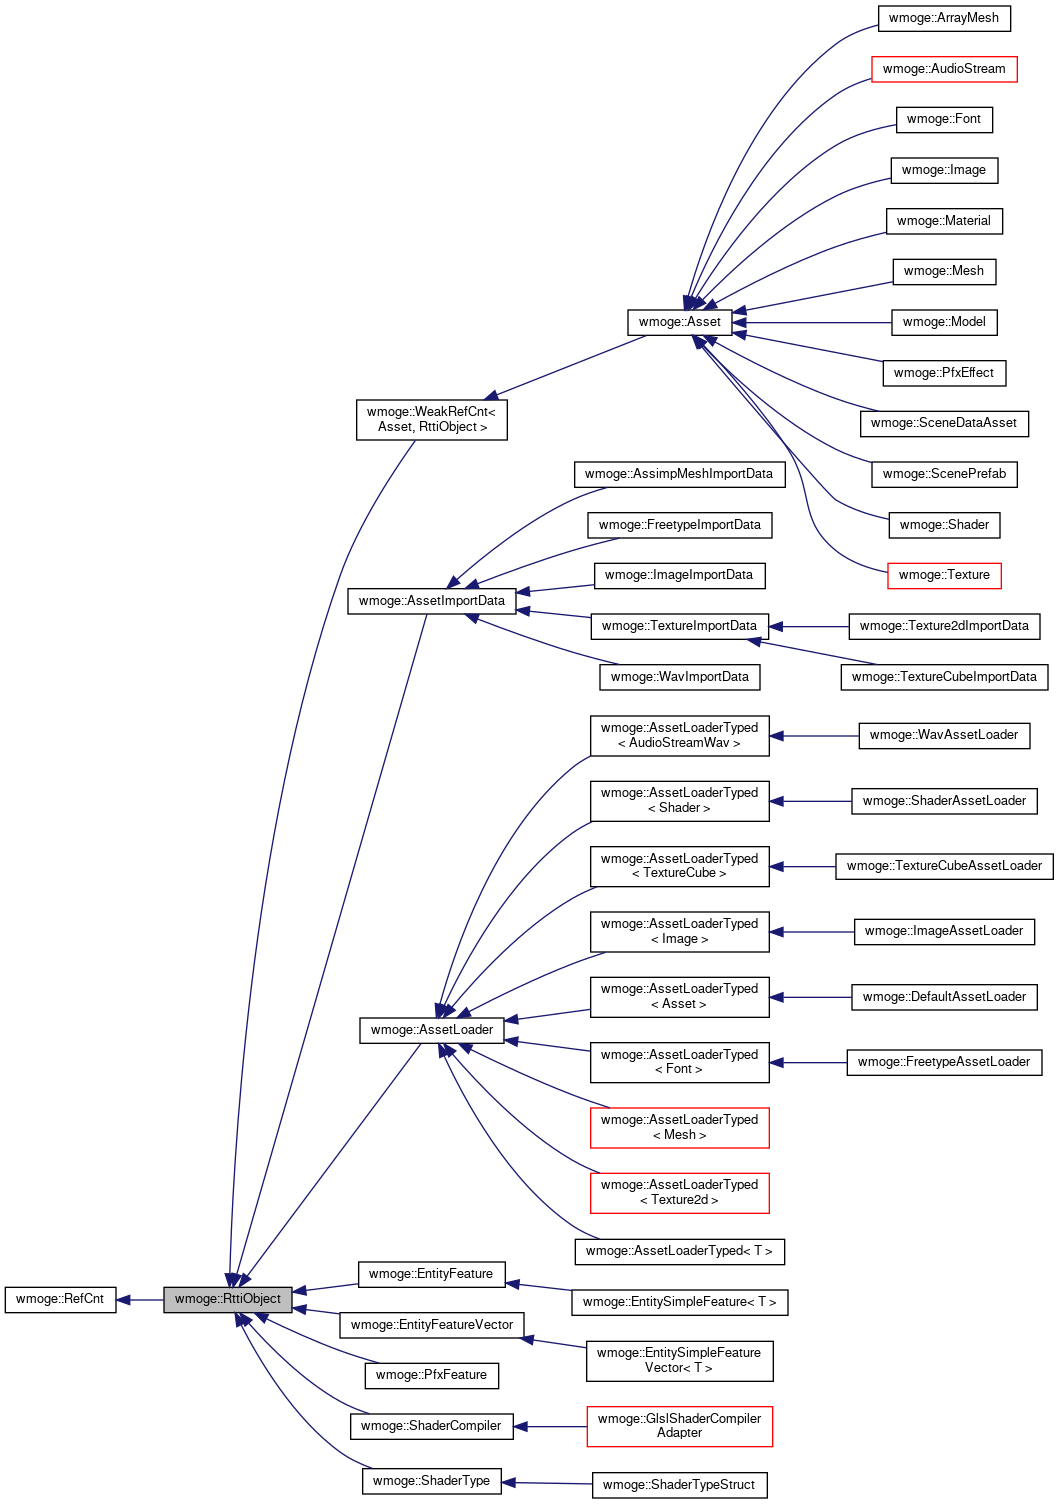 wmoge::ArrayMesh
wmoge::AudioStream
wmoge::Font
wmoge::Image
wmoge::Material
wmoge::Mesh
wmoge::Asset
wmoge::Model
wmoge::PfxEffect
wmoge::WeakRefCnt<
Asset, RttiObject >
wmoge::SceneDataAsset
wmoge::ScenePrefab
wmoge::AssimpMeshImportData
wmoge::FreetypeImportData
wmoge::Shader
wmoge::ImageImportData
wmoge::Texture
wmoge::AssetImportData
wmoge::TextureImportData
wmoge::Texture2dImportData
wmoge::WavImportData
wmoge::TextureCubeImportData
wmoge::AssetLoaderTyped
< AudioStreamWav >
wmoge::WavAssetLoader
wmoge::AssetLoaderTyped
< Shader >
wmoge::ShaderAssetLoader
wmoge::AssetLoaderTyped
< TextureCube >
wmoge::TextureCubeAssetLoader
wmoge::AssetLoaderTyped
< Image >
wmoge::ImageAssetLoader
wmoge::AssetLoaderTyped
< Asset >
wmoge::DefaultAssetLoader
wmoge::AssetLoader
wmoge::AssetLoaderTyped
< Font >
wmoge::FreetypeAssetLoader
wmoge::AssetLoaderTyped
< Mesh >
wmoge::AssetLoaderTyped
< Texture2d >
wmoge::AssetLoaderTyped< T >
wmoge::EntityFeature
wmoge::RefCnt
wmoge::RttiObject
wmoge::EntitySimpleFeature< T >
wmoge::EntityFeatureVector
wmoge::EntitySimpleFeature
Vector< T >
wmoge::PfxFeature
wmoge::ShaderCompiler
wmoge::GlslShaderCompiler
Adapter
wmoge::ShaderType
wmoge::ShaderTypeStruct